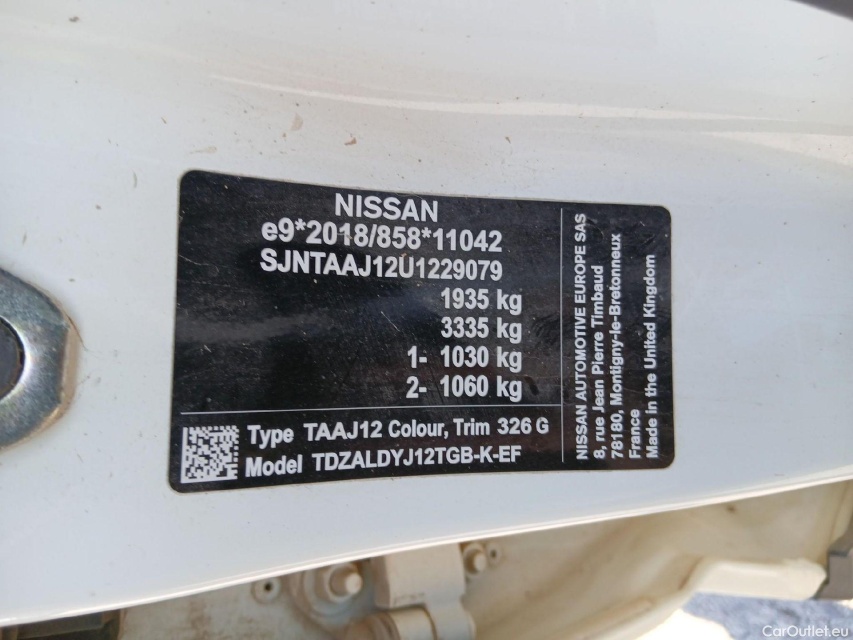 NISSAN
e9*2018/858*11042
SJNTAAJ12U1229079
1935 kg
3335 kg
1- 1030 kg
2- 1060 kg
Type TAAJ12 Colour, Trim 326 G
Model TDZALDYJ12TGB-K-EF
NISSAN AUTOMOTIVE EUROPE SAS
8, rue Jean Pierre Timbaud
78180, Montigny-le-Bretonneux
France
Made in the United Kingdom
CarOutlet.eu